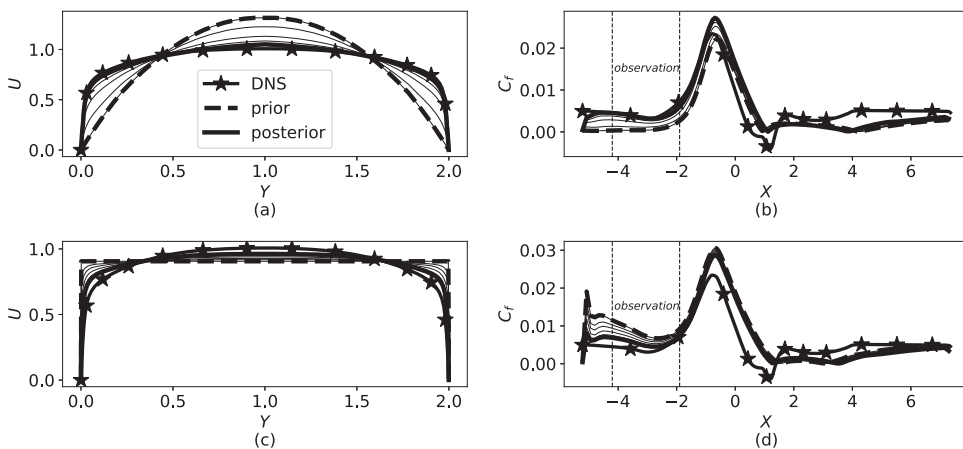 U
1.0
0.5
0.0
DNS
prior
posterior
0.0 0.5 1.0 1.5 2.0
Y
(a)
C_f
0.02
0.01
0.00
observation
−4 −2 0 2 4 6
X
(b)
U
1.0
0.5
0.0
0.0 0.5 1.0 1.5 2.0
Y
(c)
C_f
0.03
0.02
0.01
0.00
observation
−4 −2 0 2 4 6
X
(d)